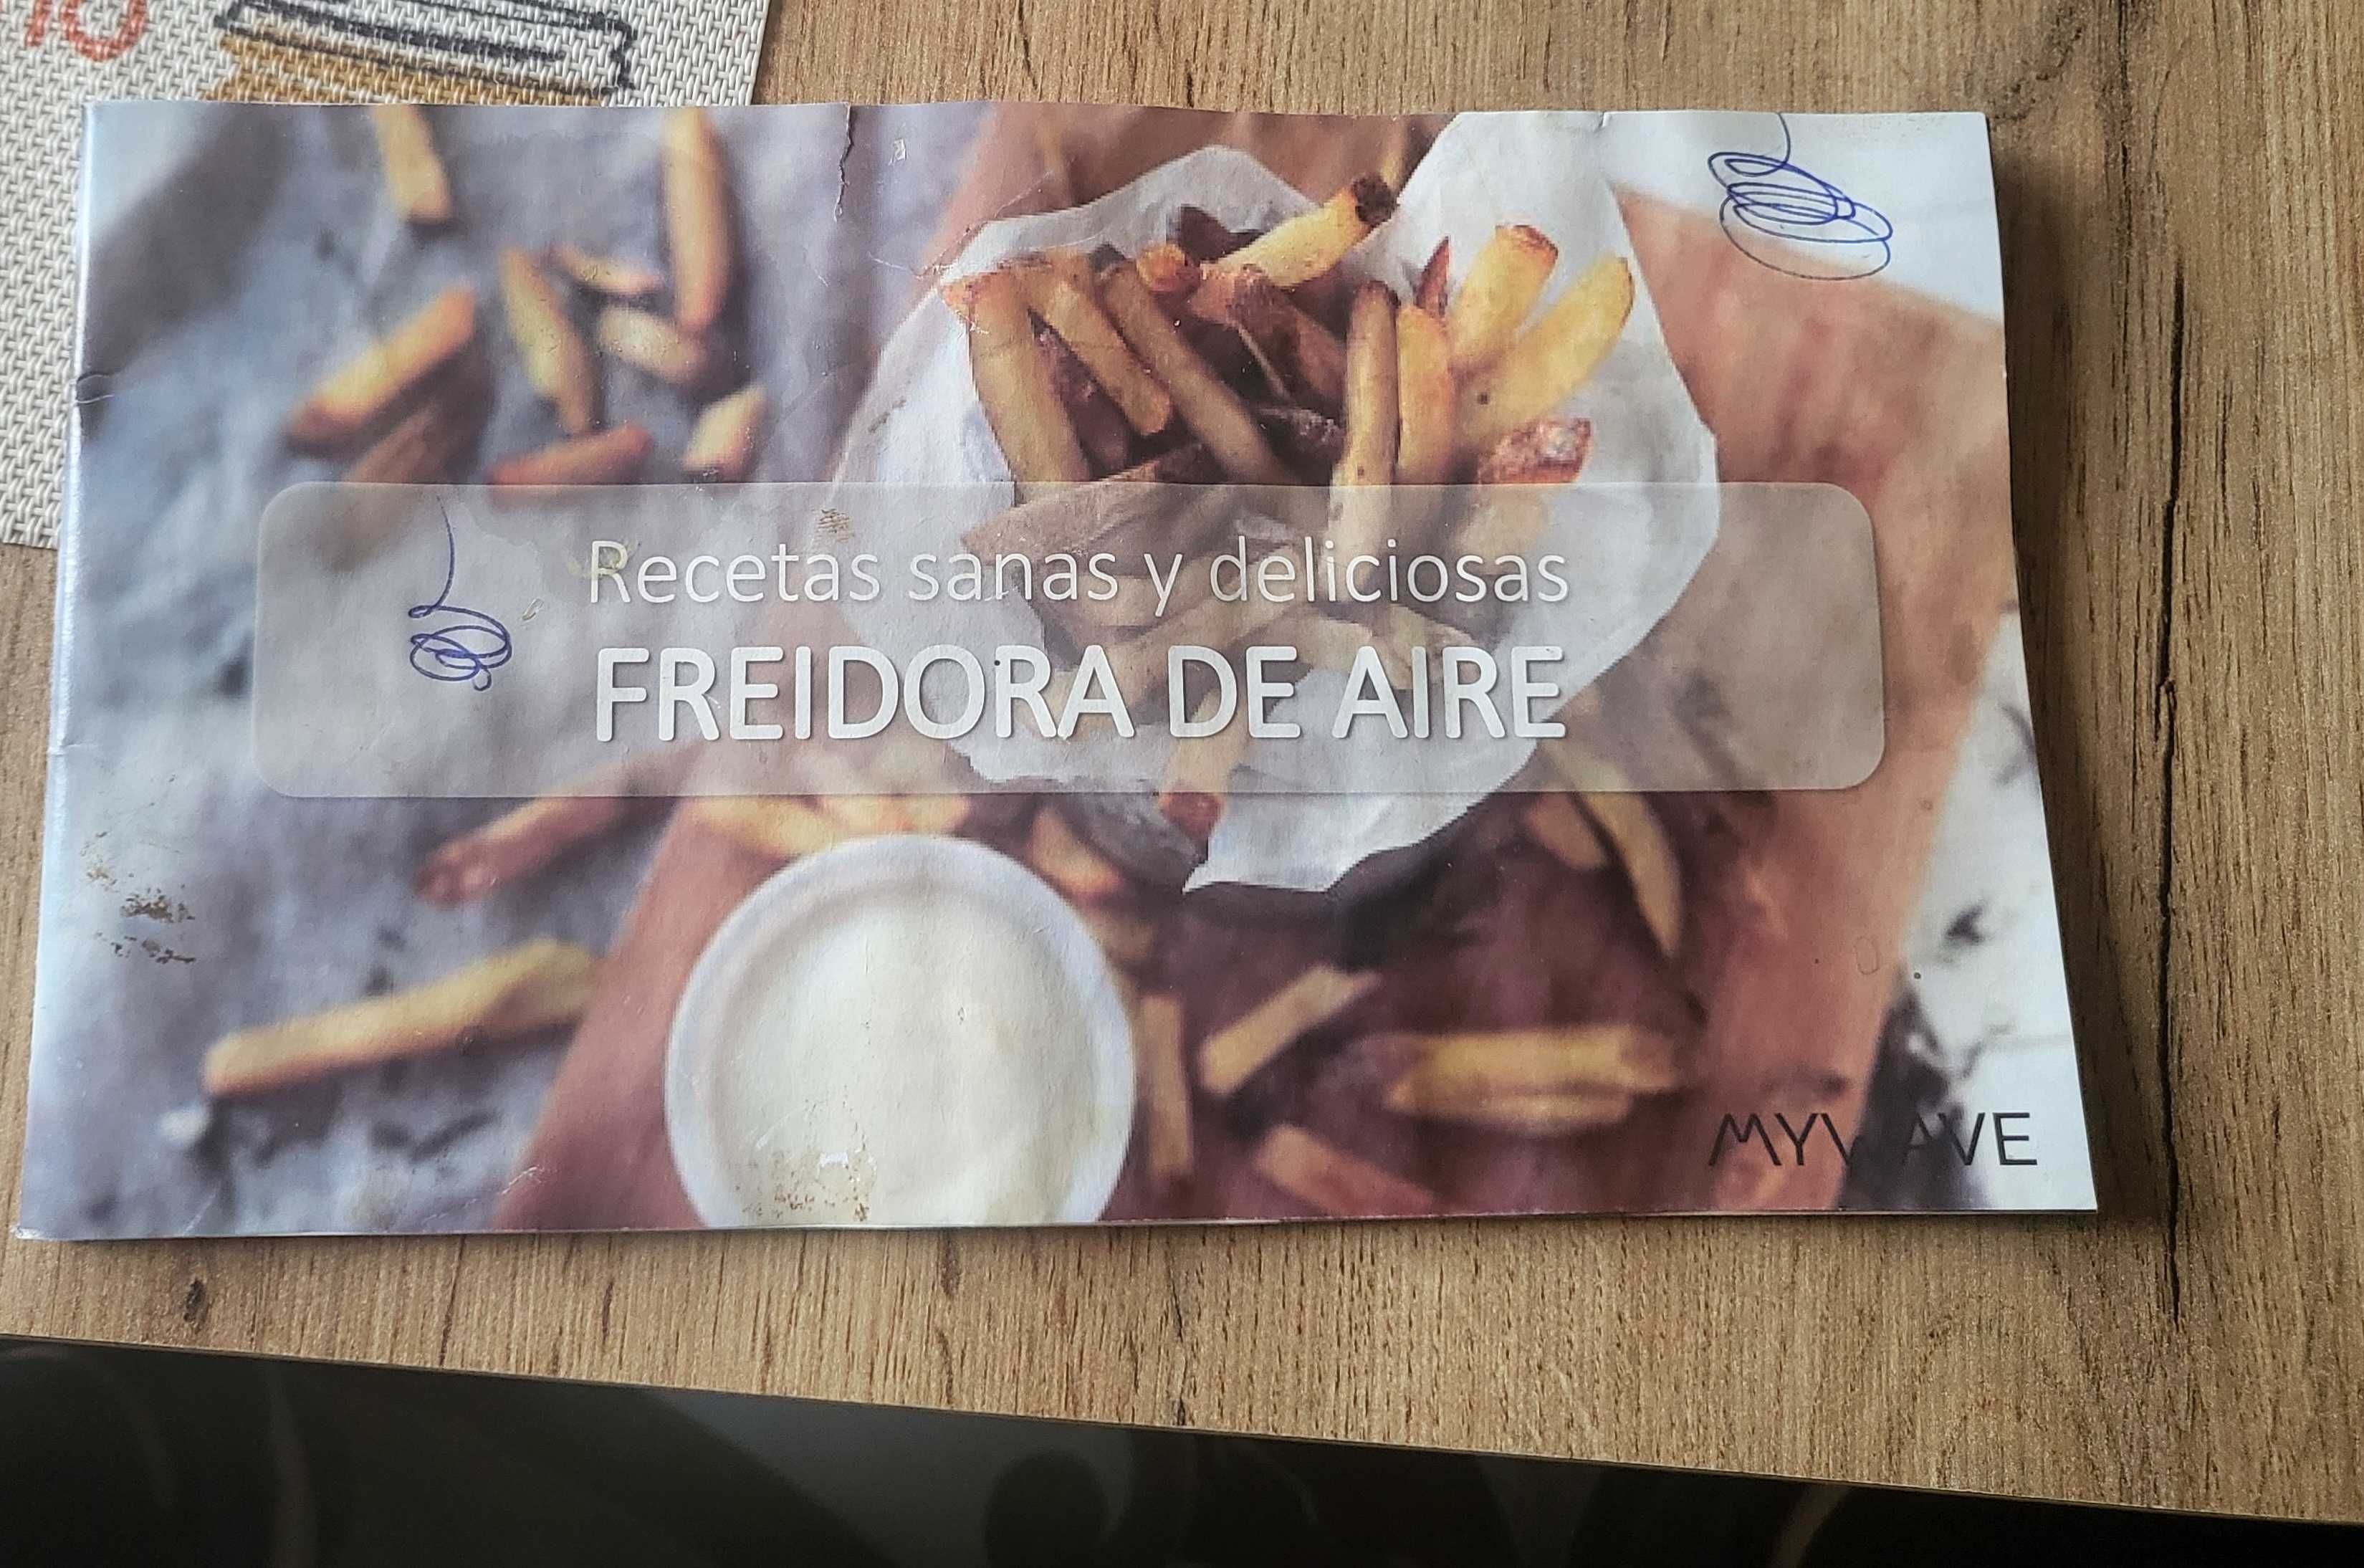 Recetas sanas y deliciosas
FREIDORA DE AIRE
MYWAVE